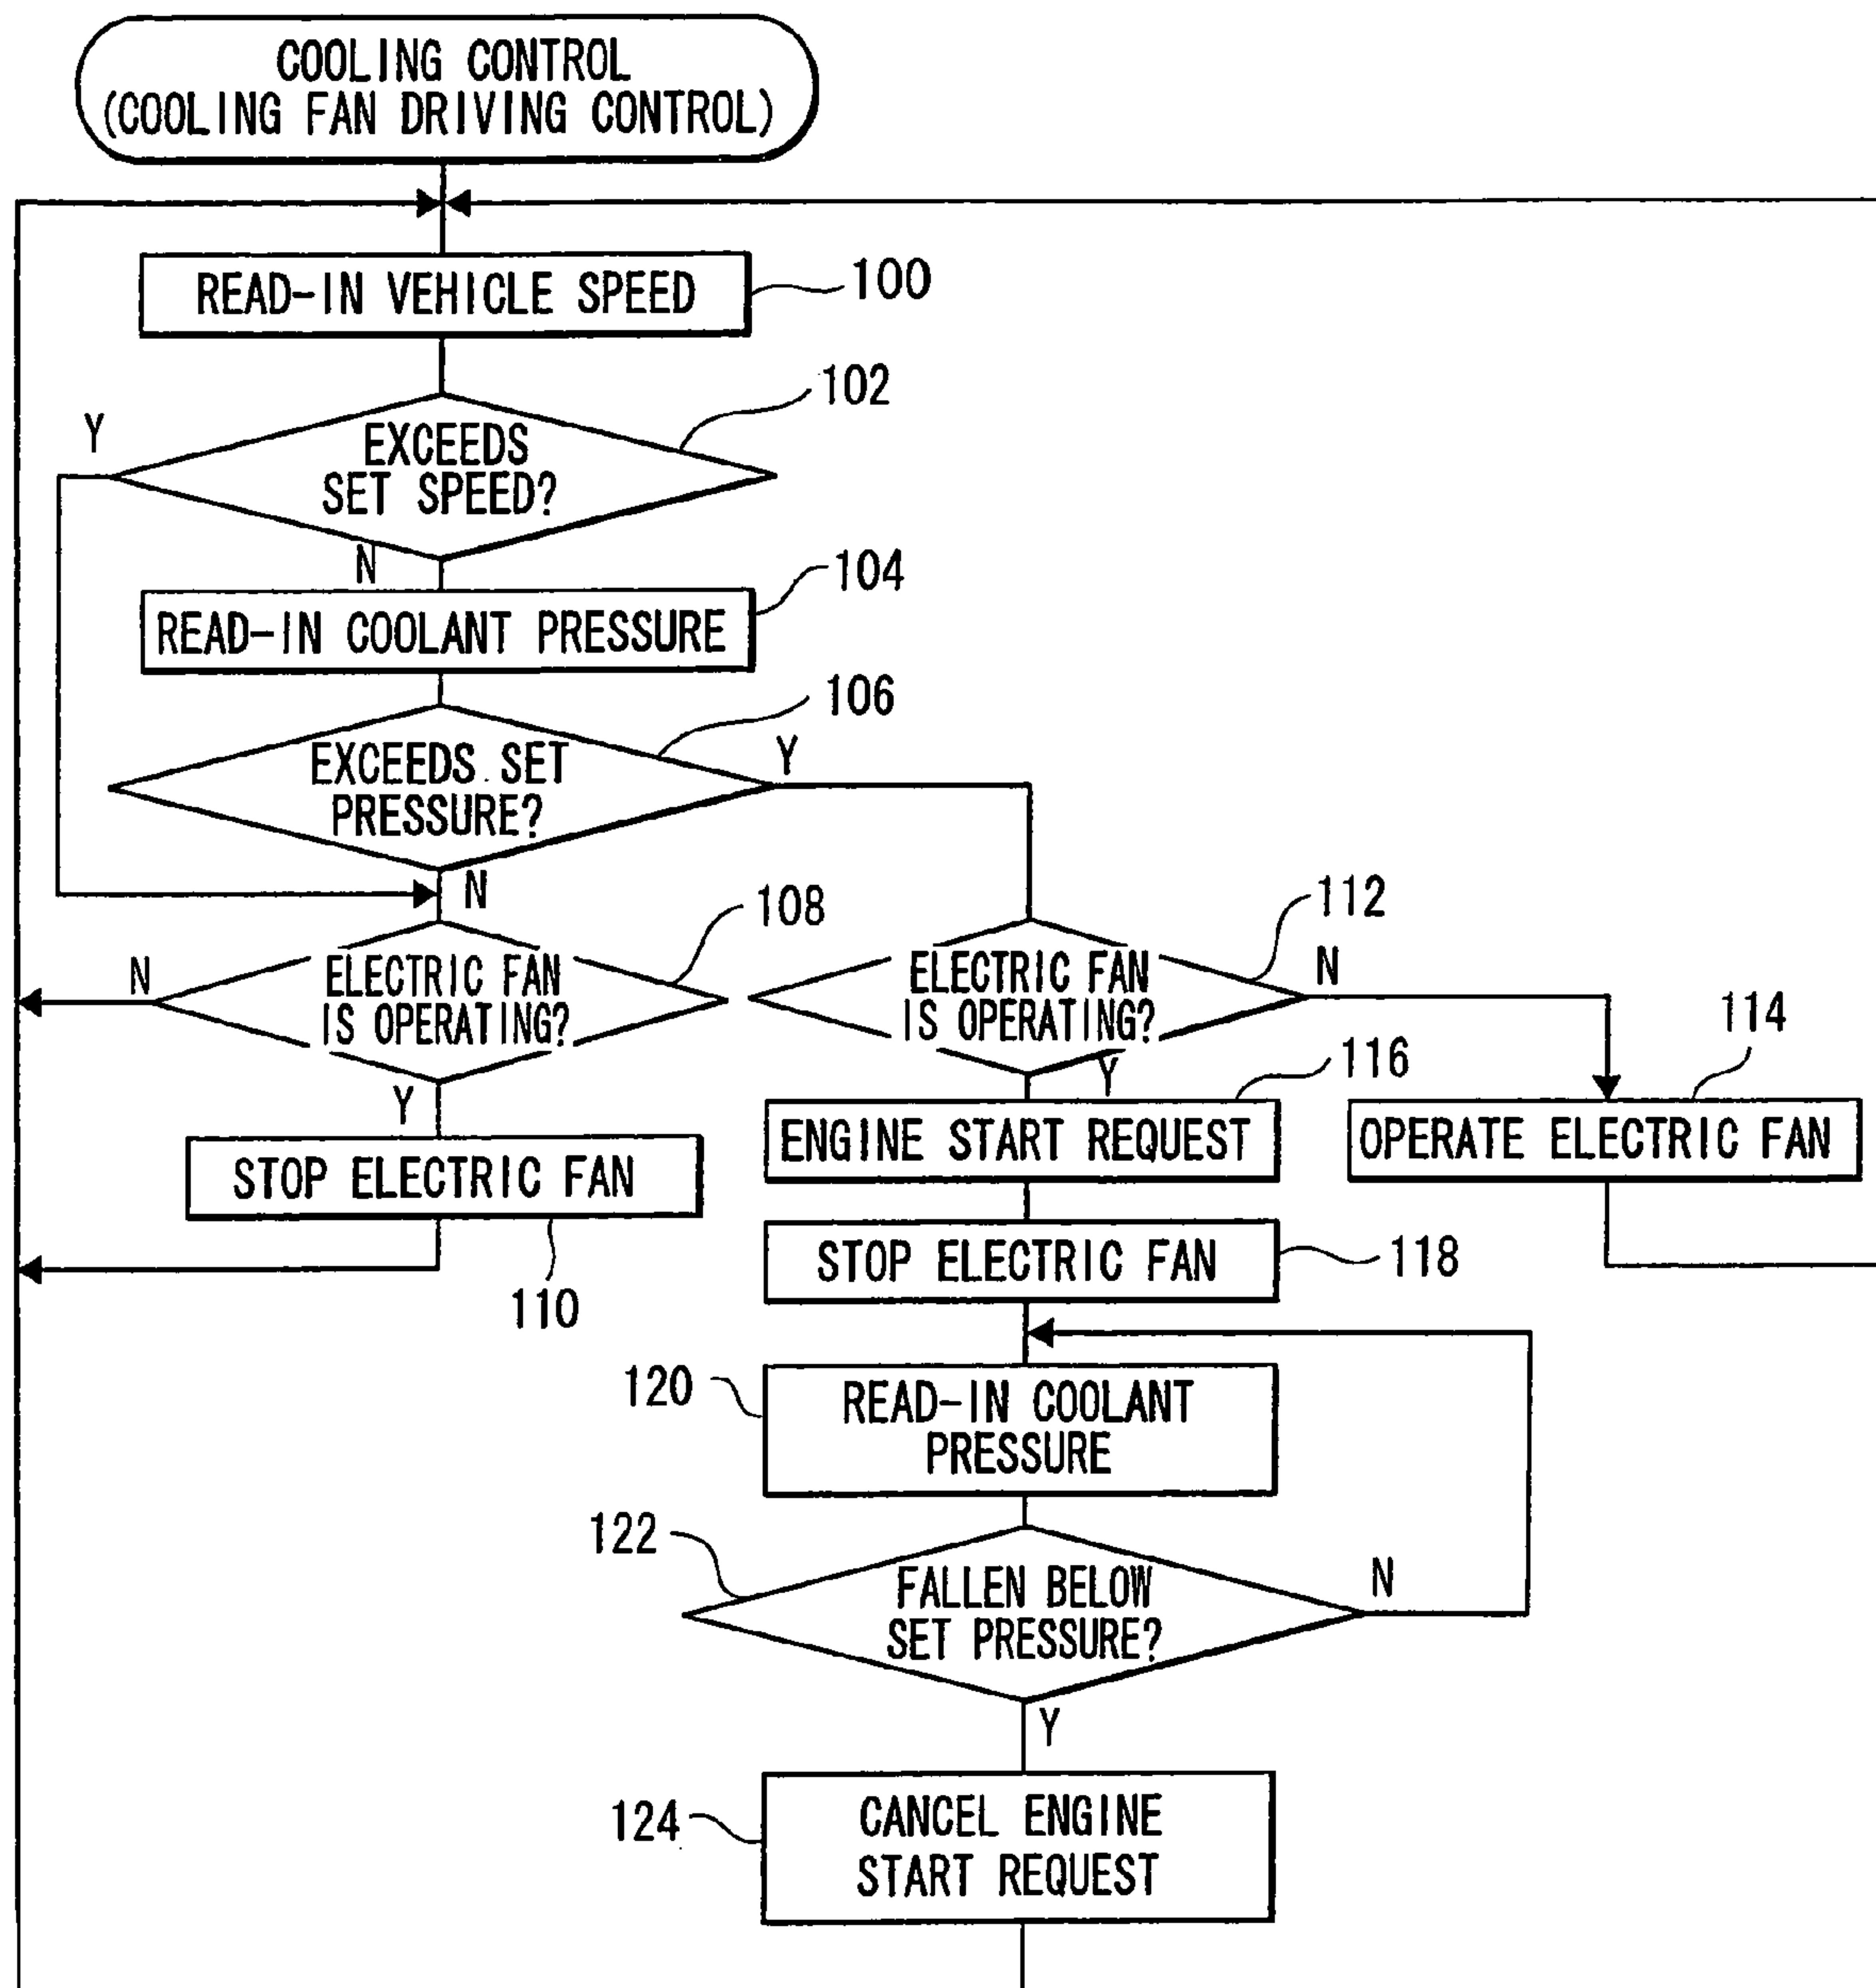 COOLING CONTROL
(COOLING FAN DRIVING CONTROL)
READ-IN VEHICLE SPEED
100
102
Y
EXCEEDS
SET SPEED?
N
104
READ-IN COOLANT PRESSURE
106
Y
EXCEEDS SET
PRESSURE?
N
108
112
N
ELECTRIC FAN
IS OPERATING?
ELECTRIC FAN
IS OPERATING?
N
114
Y
Y
116
STOP ELECTRIC FAN
110
ENGINE START REQUEST
OPERATE ELECTRIC FAN
STOP ELECTRIC FAN
118
120
READ-IN COOLANT
PRESSURE
122
FALLEN BELOW
SET PRESSURE?
N
Y
124
CANCEL ENGINE
START REQUEST